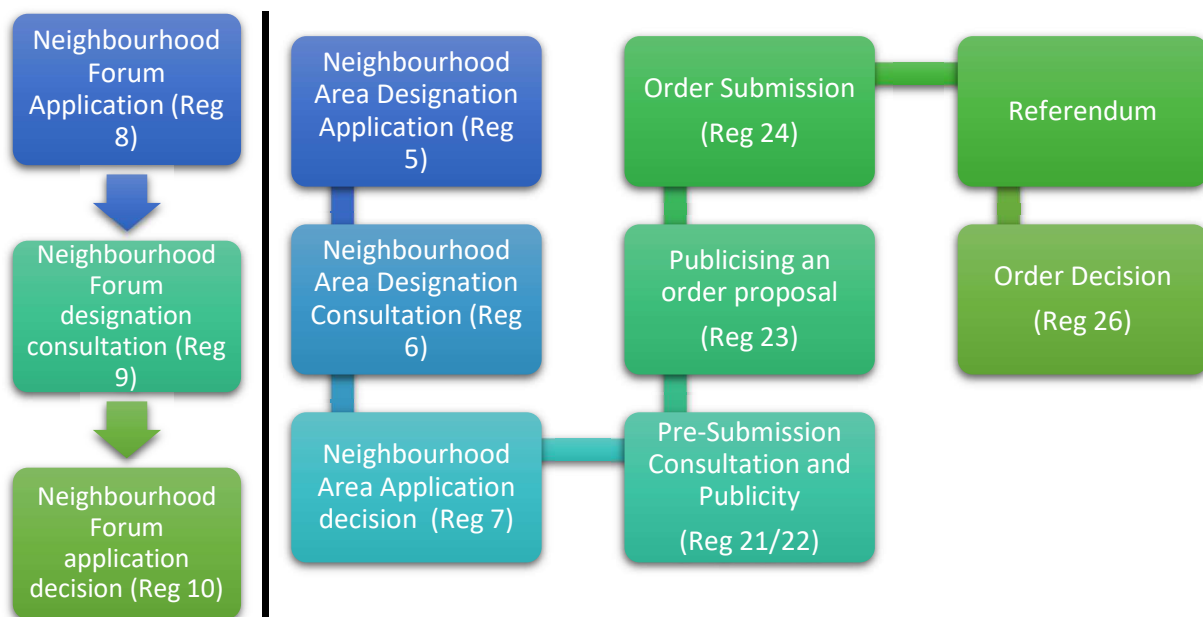 Neighbourhood
Forum
Application (Reg
8)
Neighbourhood
Forum
designation
consultation (Reg
9)
Neighbourhood
Forum
application
decision (Reg 10)
Neighbourhood
Area Designation
Application (Reg
5)
Neighbourhood
Area Designation
Consultation (Reg
6)
Neighbourhood
Area Application
decision (Reg 7)
Pre-Submission
Consultation and
Publicity
(Reg 21/22)
Publicising an
order proposal
(Reg 23)
Order Submission
(Reg 24)
Referendum
Order Decision
(Reg 26)